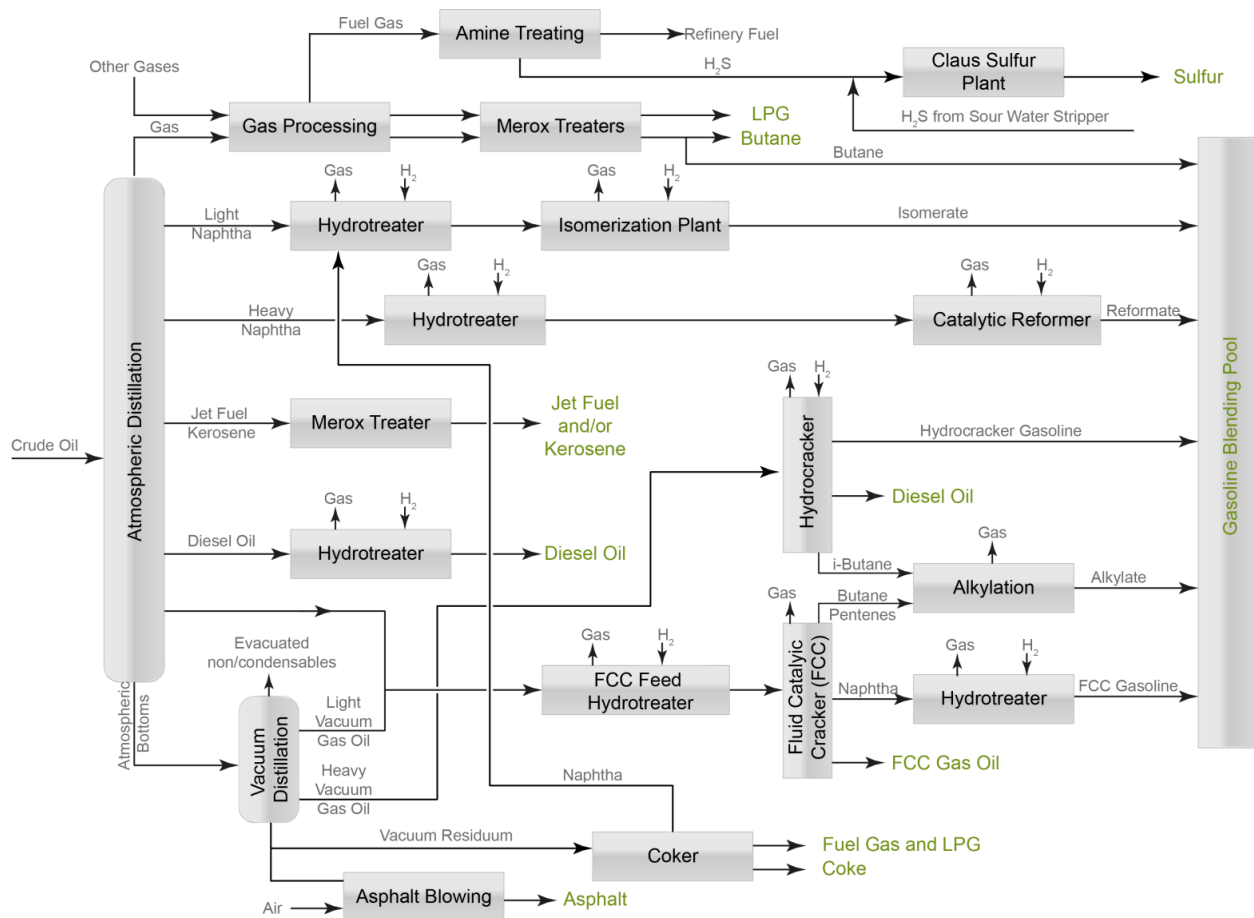 Fuel Gas
Amine Treating
Refinery Fuel
Other Gases
H₂S
Claus Sulfur
Plant
Sulfur
Gas
Gas Processing
Merox Treaters
LPG
Butane
H₂S from Sour Water Stripper
Butane
Gas
H₂
Gas
H₂
Light
Naphtha
Hydrotreater
Isomerization Plant
Isomerate
Gas
H₂
Gas
H₂
Heavy
Naphtha
Hydrotreater
Catalytic Reformer
Reformate
Gas
H₂
Jet Fuel
Kerosene
Merox Treater
Jet Fuel
and/or
Kerosene
Hydrocracker
Hydrocracker Gasoline
Crude Oil
Atmospheric Distillation
Gasoline Blending Pool
Diesel Oil
Gas
H₂
Diesel Oil
Hydrotreater
Diesel Oil
Gas
i-Butane
Alkylation
Alkylate
Gas
Butane
Pentenes
Evacuated
non/condensables
Gas
H₂
FCC Feed
Hydrotreater
Fluid Catalyic
Cracker (FCC)
Gas
H₂
Naphtha
Hydrotreater
FCC Gasoline
Atmospheric
Bottoms
Light
Vacuum
Gas Oil
Vacuum
Distillation
Heavy
Vacuum
Gas Oil
FCC Gas Oil
Naphtha
Vacuum Residuum
Coker
Fuel Gas and LPG
Coke
Air
Asphalt Blowing
Asphalt